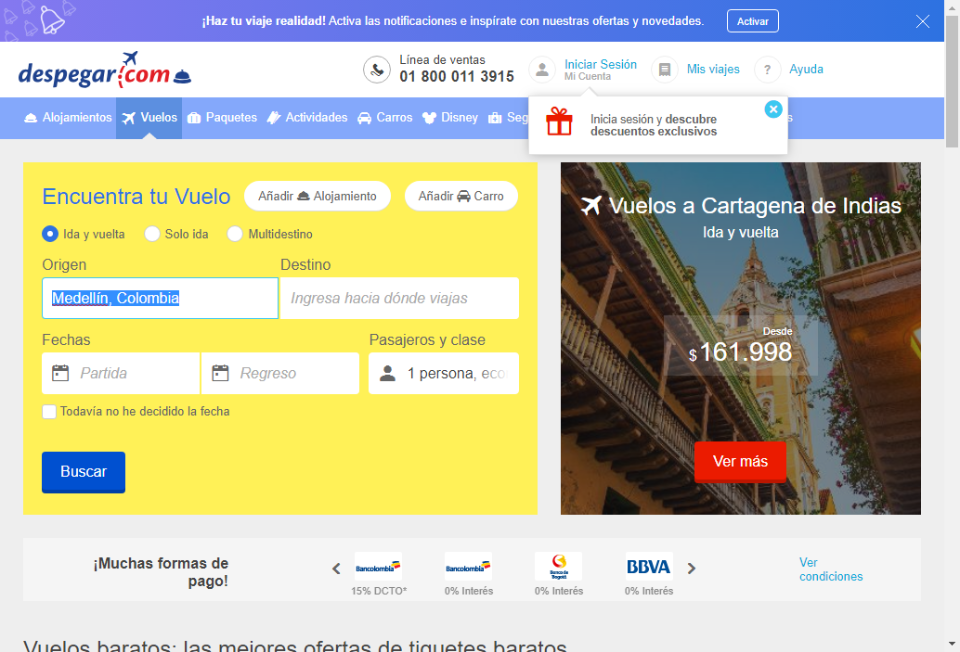 ¡Haz tu viaje realidad! Activa las notificaciones e inspírate con nuestras ofertas y novedades.
Activar
despegar.com
Línea de ventas
01 800 011 3915
Iniciar Sesión
Mi Cuenta
Mis viajes
?
Ayuda
Alojamientos
Vuelos
Paquetes
Actividades
Carros
Disney
Seg
s
Inicia sesión y descubre
descuentos exclusivos
Encuentra tu Vuelo
Añadir Alojamiento
Añadir Carro
Ida y vuelta
Solo ida
Multidestino
Origen
Destino
Medellín, Colombia
Ingresa hacia dónde viajas
Fechas
Pasajeros y clase
Partida
Regreso
1 persona, eco
Todavía no he decidido la fecha
Buscar
Vuelos a Cartagena de Indias
Ida y vuelta
Desde
$161.998
Ver más
¡Muchas formas de
pago!
Bancolombia
15% DCTO*
Bancolombia
0% Interés
Banco de
Bogotá
0% Interés
BBVA
0% Interés
Ver
condiciones
Vuelos baratos: las mejores ofertas de tiquetes baratos